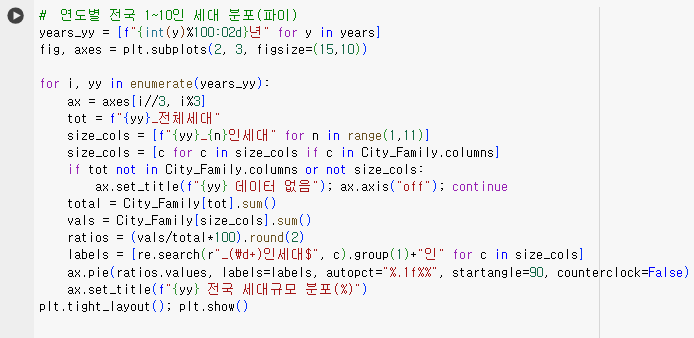 #  연도별 전국 1~10인 세대 분포(파이)
years_yy = [f"{int(y)%100:02d}년" for y in years]
fig, axes = plt.subplots(2, 3, figsize=(15,10))
for i, yy in enumerate(years_yy):
    ax = axes[i//3, i%3]
    tot = f"{yy}_전체세대"
    size_cols = [f"{yy}_{n}인세대" for n in range(1,11)]
    size_cols = [c for c in size_cols if c in City_Family.columns]
    if tot not in City_Family.columns or not size_cols:
        ax.set_title(f"{yy} 데이터 없음"); ax.axis("off"); continue
    total = City_Family[tot].sum()
    vals = City_Family[size_cols].sum()
    ratios = (vals/total*100).round(2)
    labels = [re.search(r"_(₩d+)인세대$", c).group(1)+"인" for c in size_cols]
    ax.pie(ratios.values, labels=labels, autopct="%.1f%%", startangle=90, counterclock=False)
    ax.set_title(f"{yy} 전국 세대규모 분포(%)")
plt.tight_layout(); plt.show()